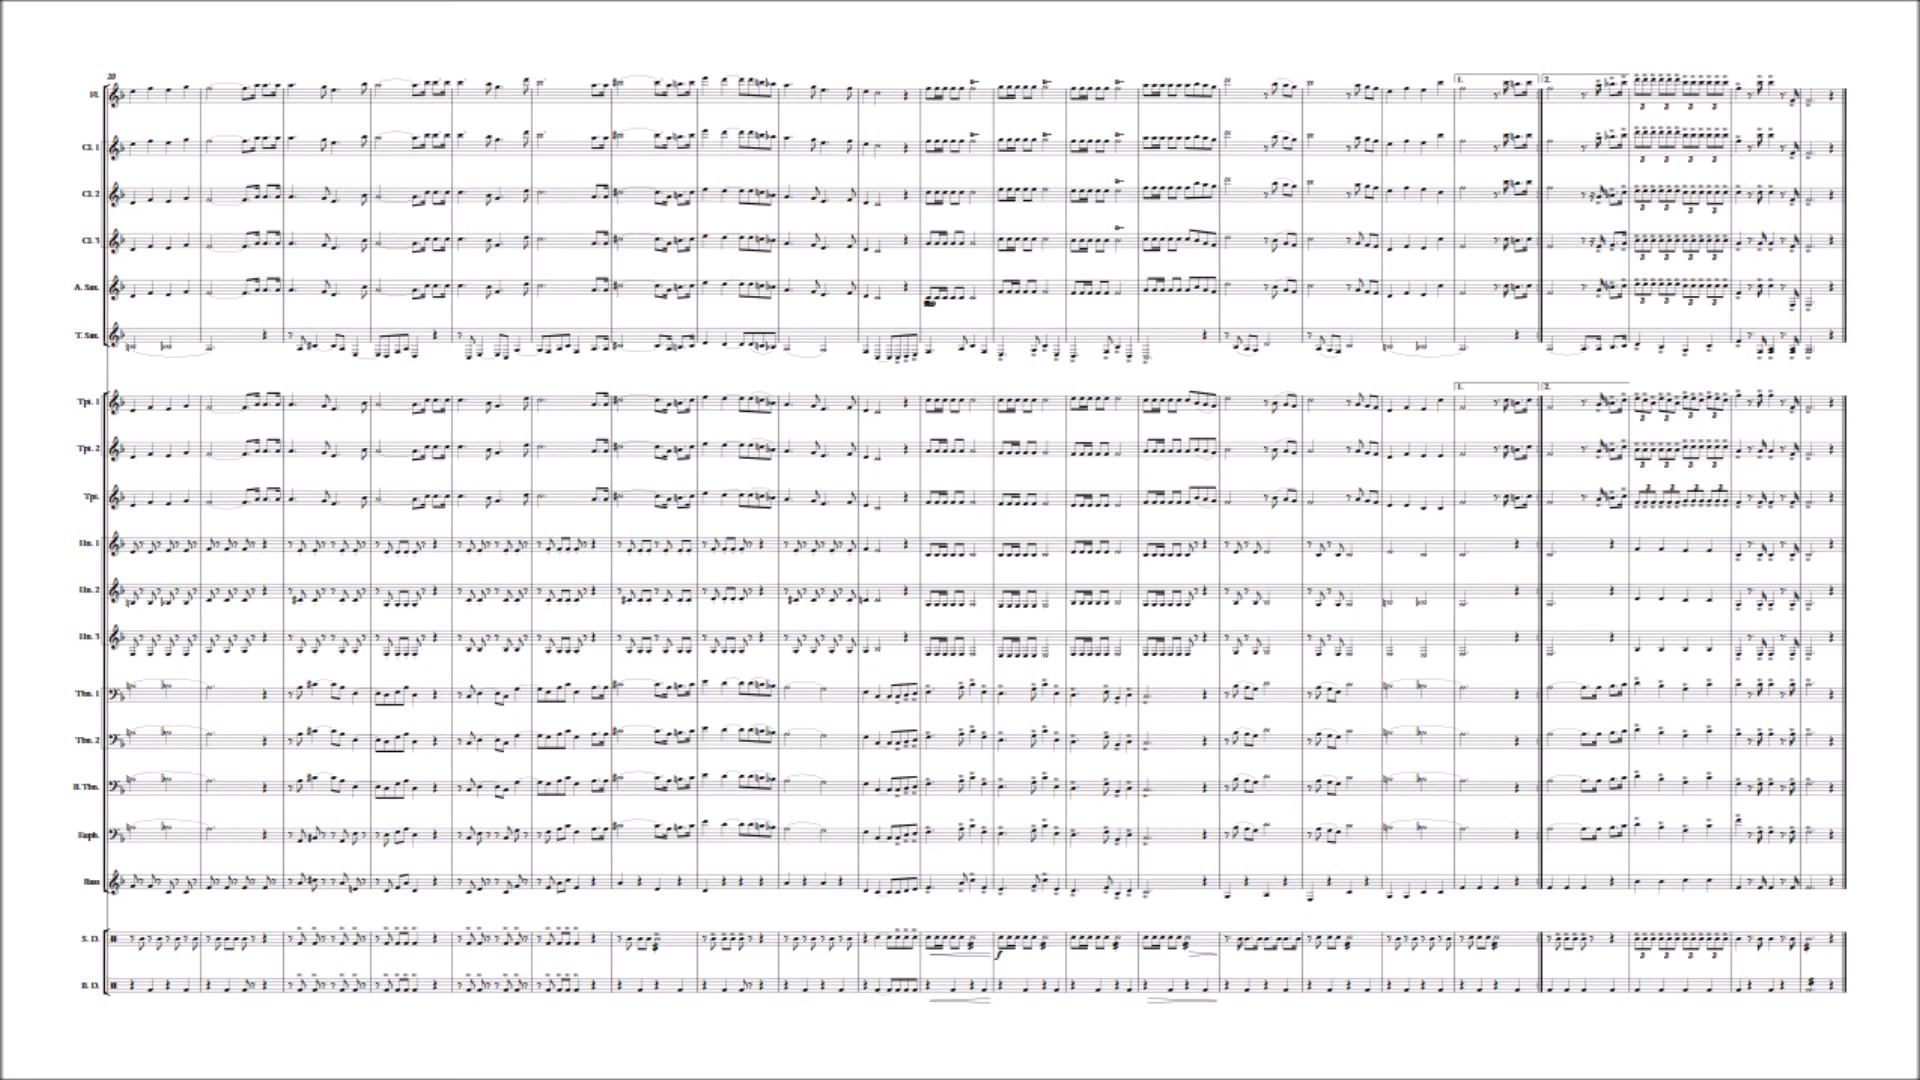 20
Fl.
1.
2.
Cl. 1
Cl. 2
Cl. 3
A. Sax.
T. Sax.
1.
2.
Tpt. 1
Tpt. 2
Tpt.
Hn. 1
Hn. 2
Hn. 3
Tbn. 1
Tbn. 2
B. Tbn.
Euph.
Bass
S. D.
f
B. D.